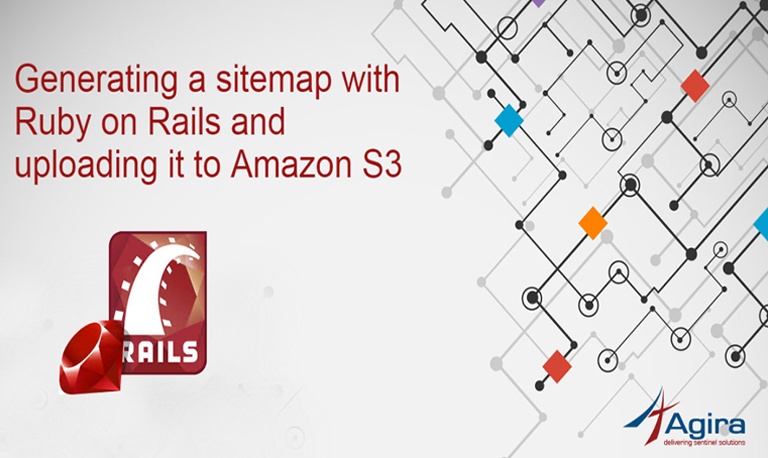 Generating a sitemap with
Ruby on Rails and
uploading it to Amazon S3
RAILS
Agira
delivering sentinel solutions